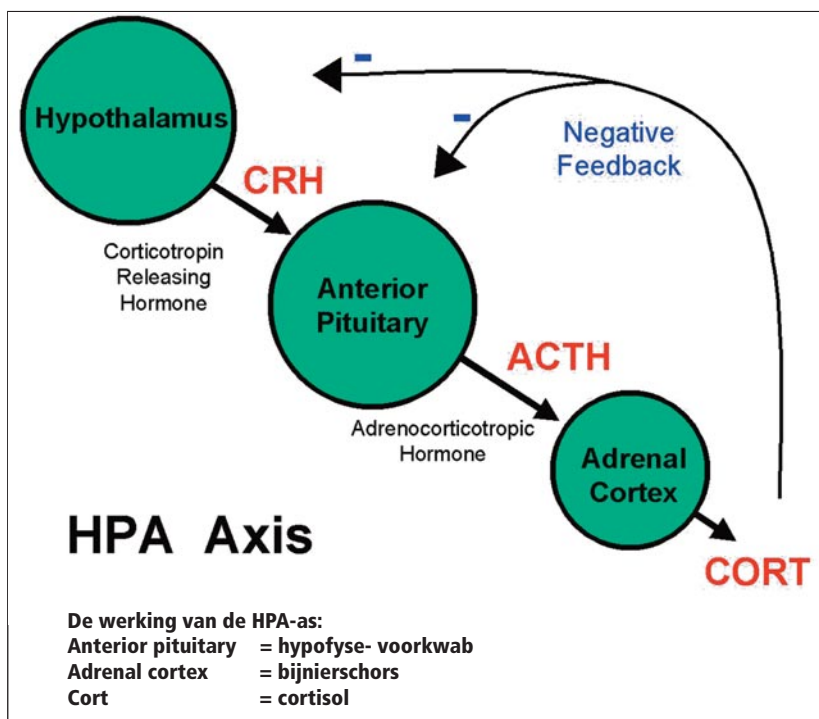 Hypothalamus
-
-
Negative
Feedback
CRH
Corticotropin
Releasing
Hormone
Anterior
Pituitary
ACTH
Adrenocorticotropic
Hormone
Adrenal
Cortex
HPA Axis
CORT
De werking van de HPA-as:
Anterior pituitary = hypofyse- voorkwab
Adrenal cortex = bijnierschors
Cort = cortisol